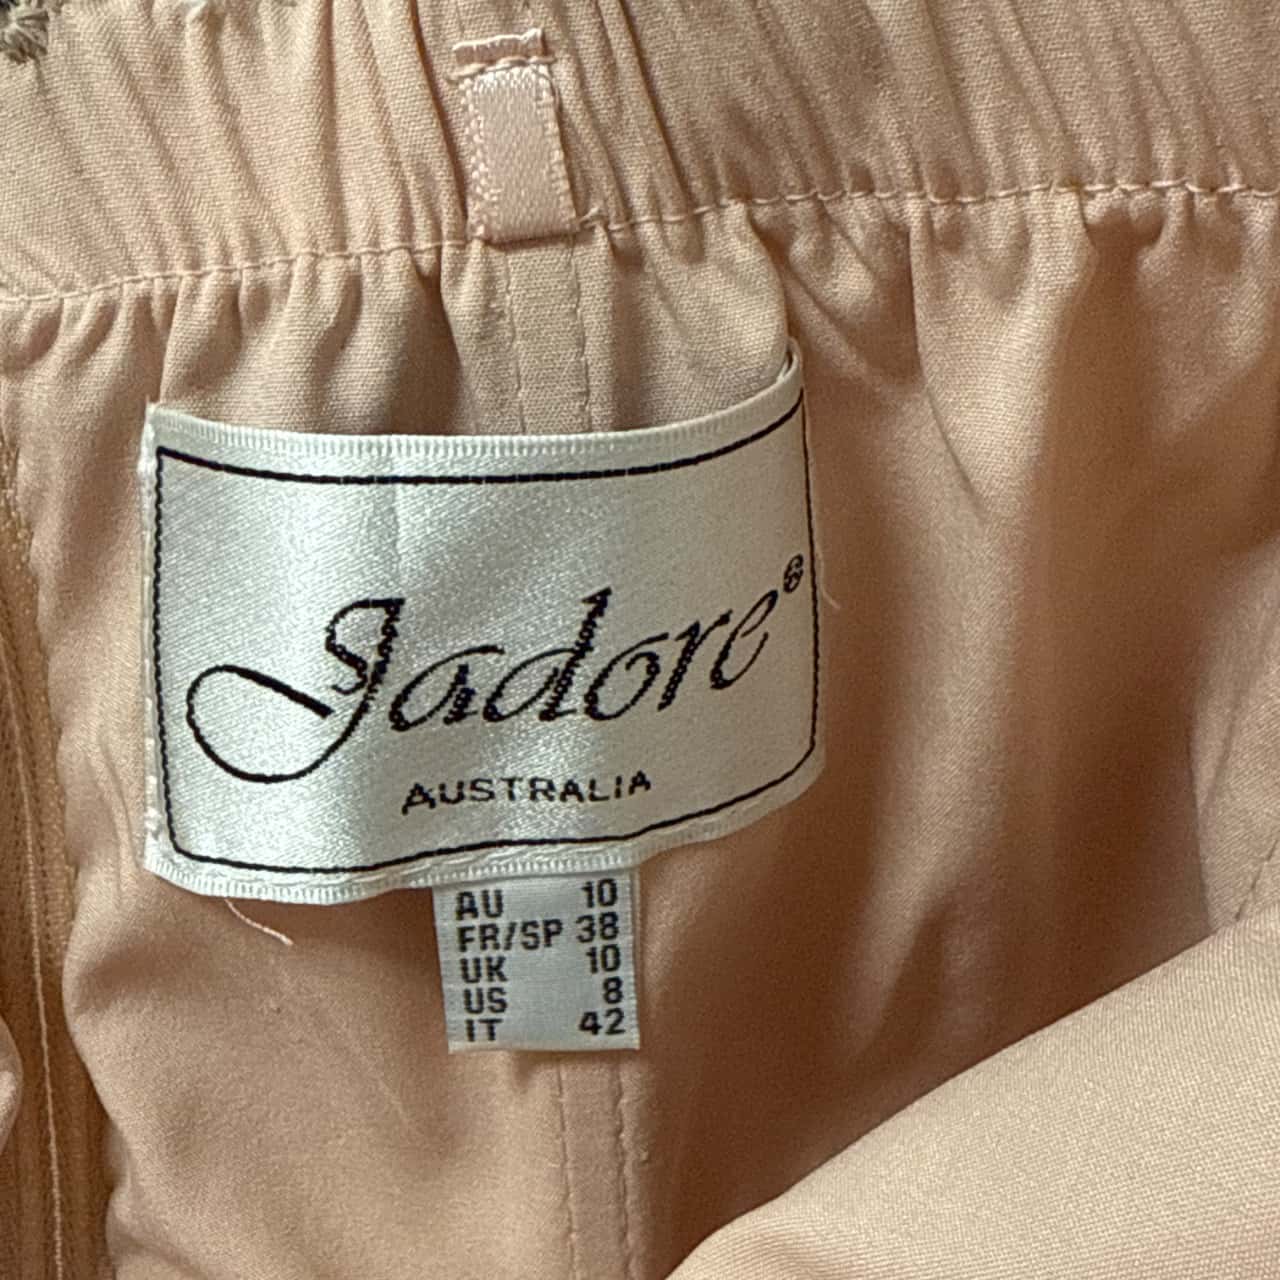 Jadore®
AUSTRALIA
AU 10
FR/SP 38
UK 10
US 8
IT 42